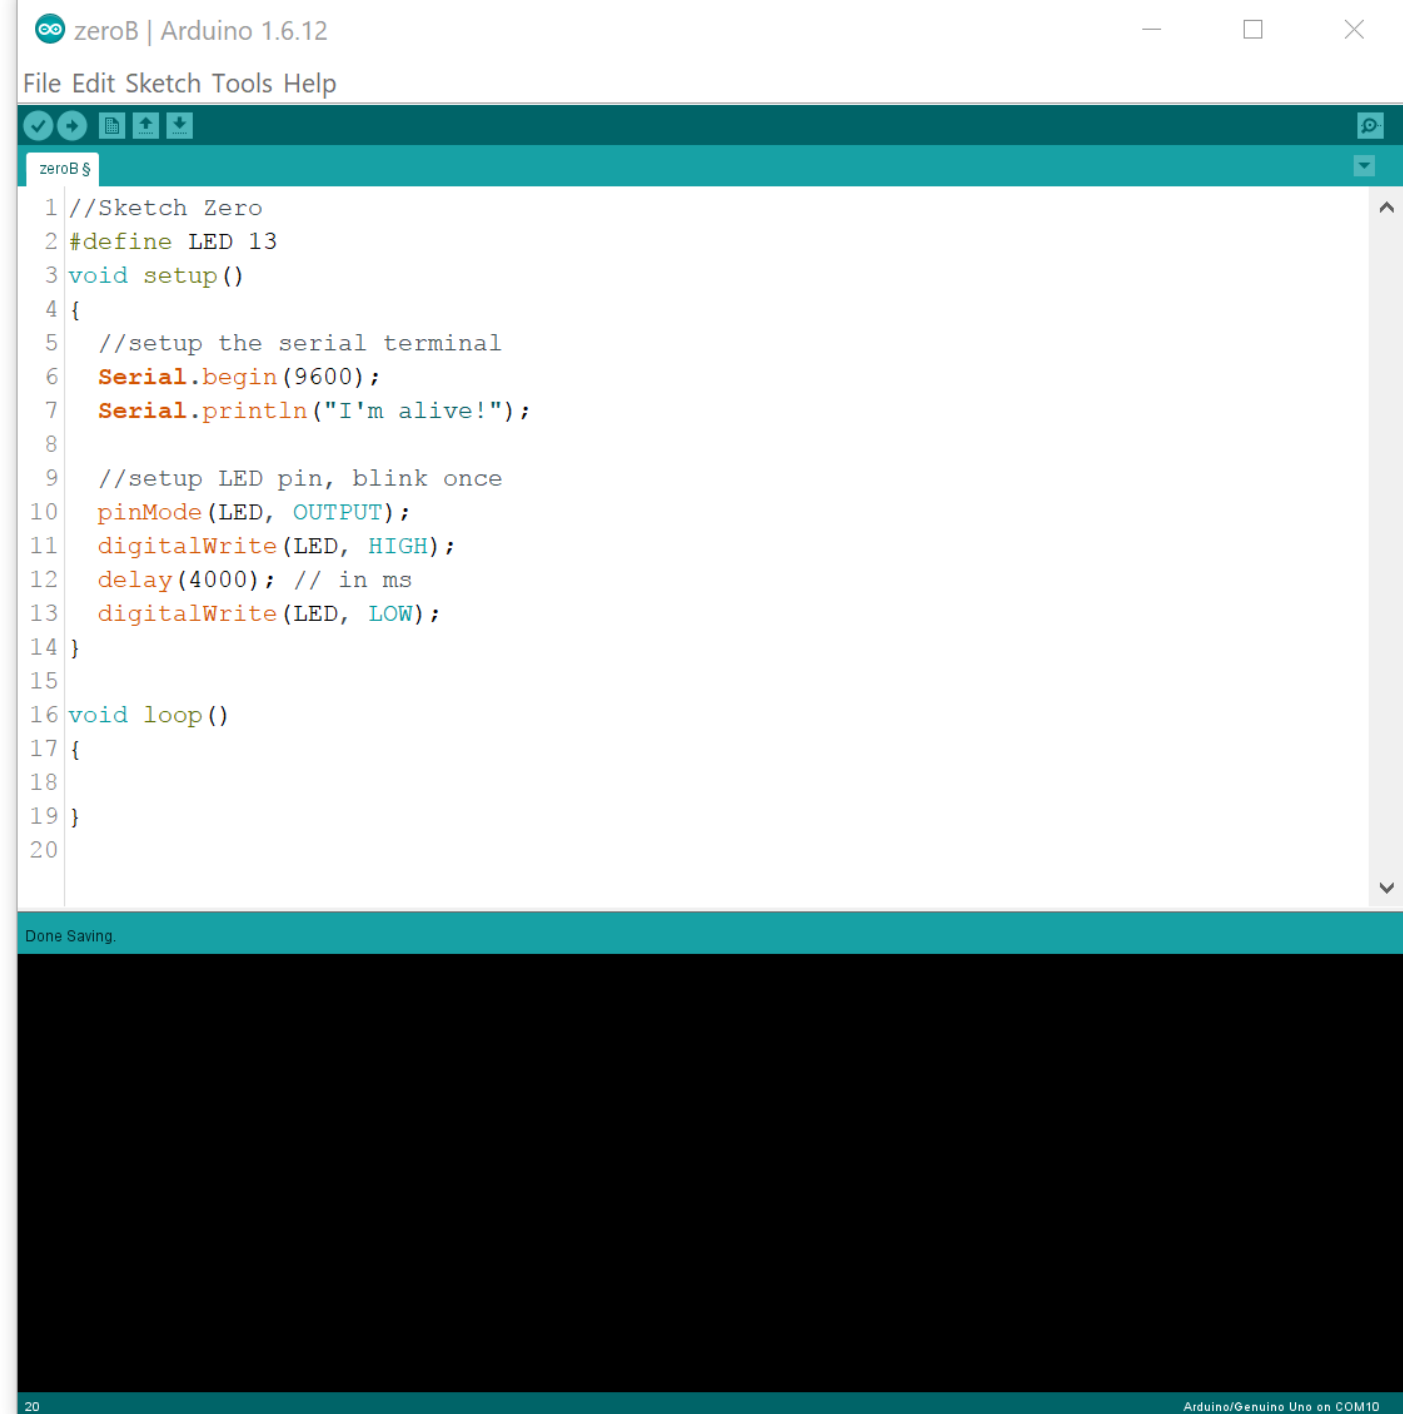 zeroB | Arduino 1.6.12
File Edit Sketch Tools Help
zeroB §
1 //Sketch Zero
2 #define LED 13
3 void setup()
4 {
5   //setup the serial terminal
6   Serial.begin(9600);
7   Serial.println("I'm alive!");
8
9   //setup LED pin, blink once
10   pinMode(LED, OUTPUT);
11   digitalWrite(LED, HIGH);
12   delay(4000); // in ms
13   digitalWrite(LED, LOW);
14 }
15
16 void loop()
17 {
18
19 }
20
Done Saving.
20 Arduino/Genuino Uno on COM10